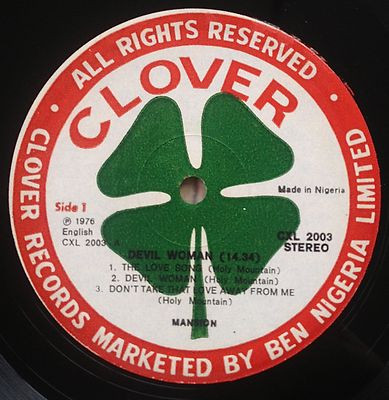 · ALL RIGHTS RESERVED ·
CLOVER RECORDS MARKETED BY BEN NIGERIA LIMITED
CLOVER
Side 1
℗ 1976
English
CXL 2003 A
Made in Nigeria
CXL 2003
STEREO
DEVIL WOMAN (14.34)
1. THE LOVE SONG (Holy Mountain)
2. DEVIL WOMAN (Holy Mountain)
3. DON'T TAKE THAT LOVE AWAY FROM ME
(Holy Mountain)
MANSION